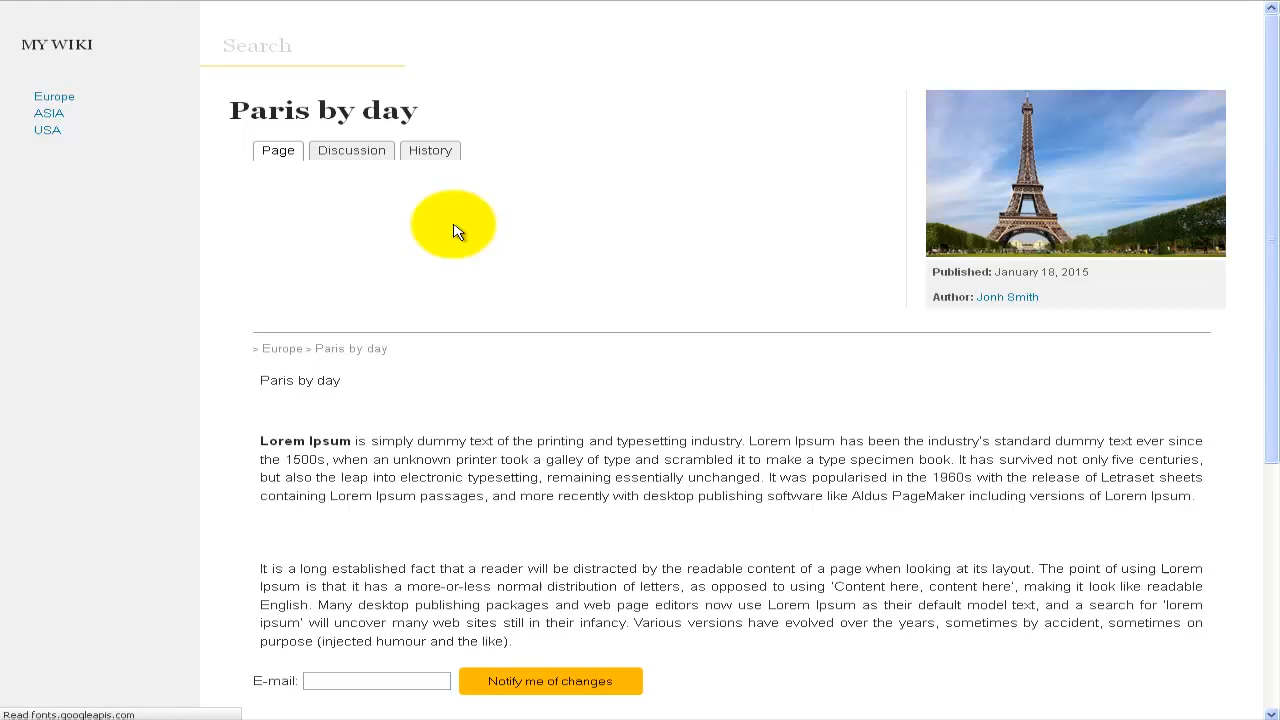 MY WIKI
Search
Europe
ASIA
USA
Paris by day
Page
Discussion
History
Published: January 18, 2015
Author: Jonh Smith
> Europe > Paris by day
Paris by day
Lorem Ipsum is simply dummy text of the printing and typesetting industry. Lorem Ipsum has been the industry's standard dummy text ever since
the 1500s, when an unknown printer took a galley of type and scrambled it to make a type specimen book. It has survived not only five centuries,
but also the leap into electronic typesetting, remaining essentially unchanged. It was popularised in the 1960s with the release of Letraset sheets
containing Lorem Ipsum passages, and more recently with desktop publishing software like Aldus PageMaker including versions of Lorem Ipsum.
It is a long established fact that a reader will be distracted by the readable content of a page when looking at its layout. The point of using Lorem
Ipsum is that it has a more-or-less normal distribution of letters, as opposed to using 'Content here, content here', making it look like readable
English. Many desktop publishing packages and web page editors now use Lorem Ipsum as their default model text, and a search for 'lorem
ipsum' will uncover many web sites still in their infancy. Various versions have evolved over the years, sometimes by accident, sometimes on
purpose (injected humour and the like).
E-mail:
Notify me of changes
Read fonts.googleapis.com